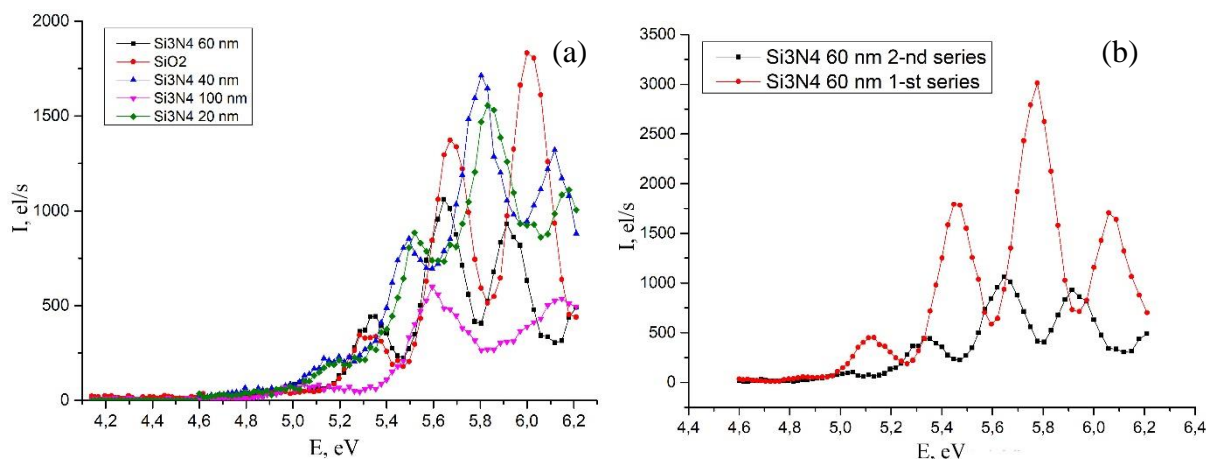 (a)
Si3N4 60 nm
SiO2
Si3N4 40 nm
Si3N4 100 nm
Si3N4 20 nm
I, el/s
2000
1500
1000
500
0
4,2 4,4 4,6 4,8 5,0 5,2 5,4 5,6 5,8 6,0 6,2
E, eV
(b)
Si3N4 60 nm 2-nd series
Si3N4 60 nm 1-st series
I, el/s
3500
3000
2500
2000
1500
1000
500
0
4,4 4,6 4,8 5,0 5,2 5,4 5,6 5,8 6,0 6,2 6,4
E, eV